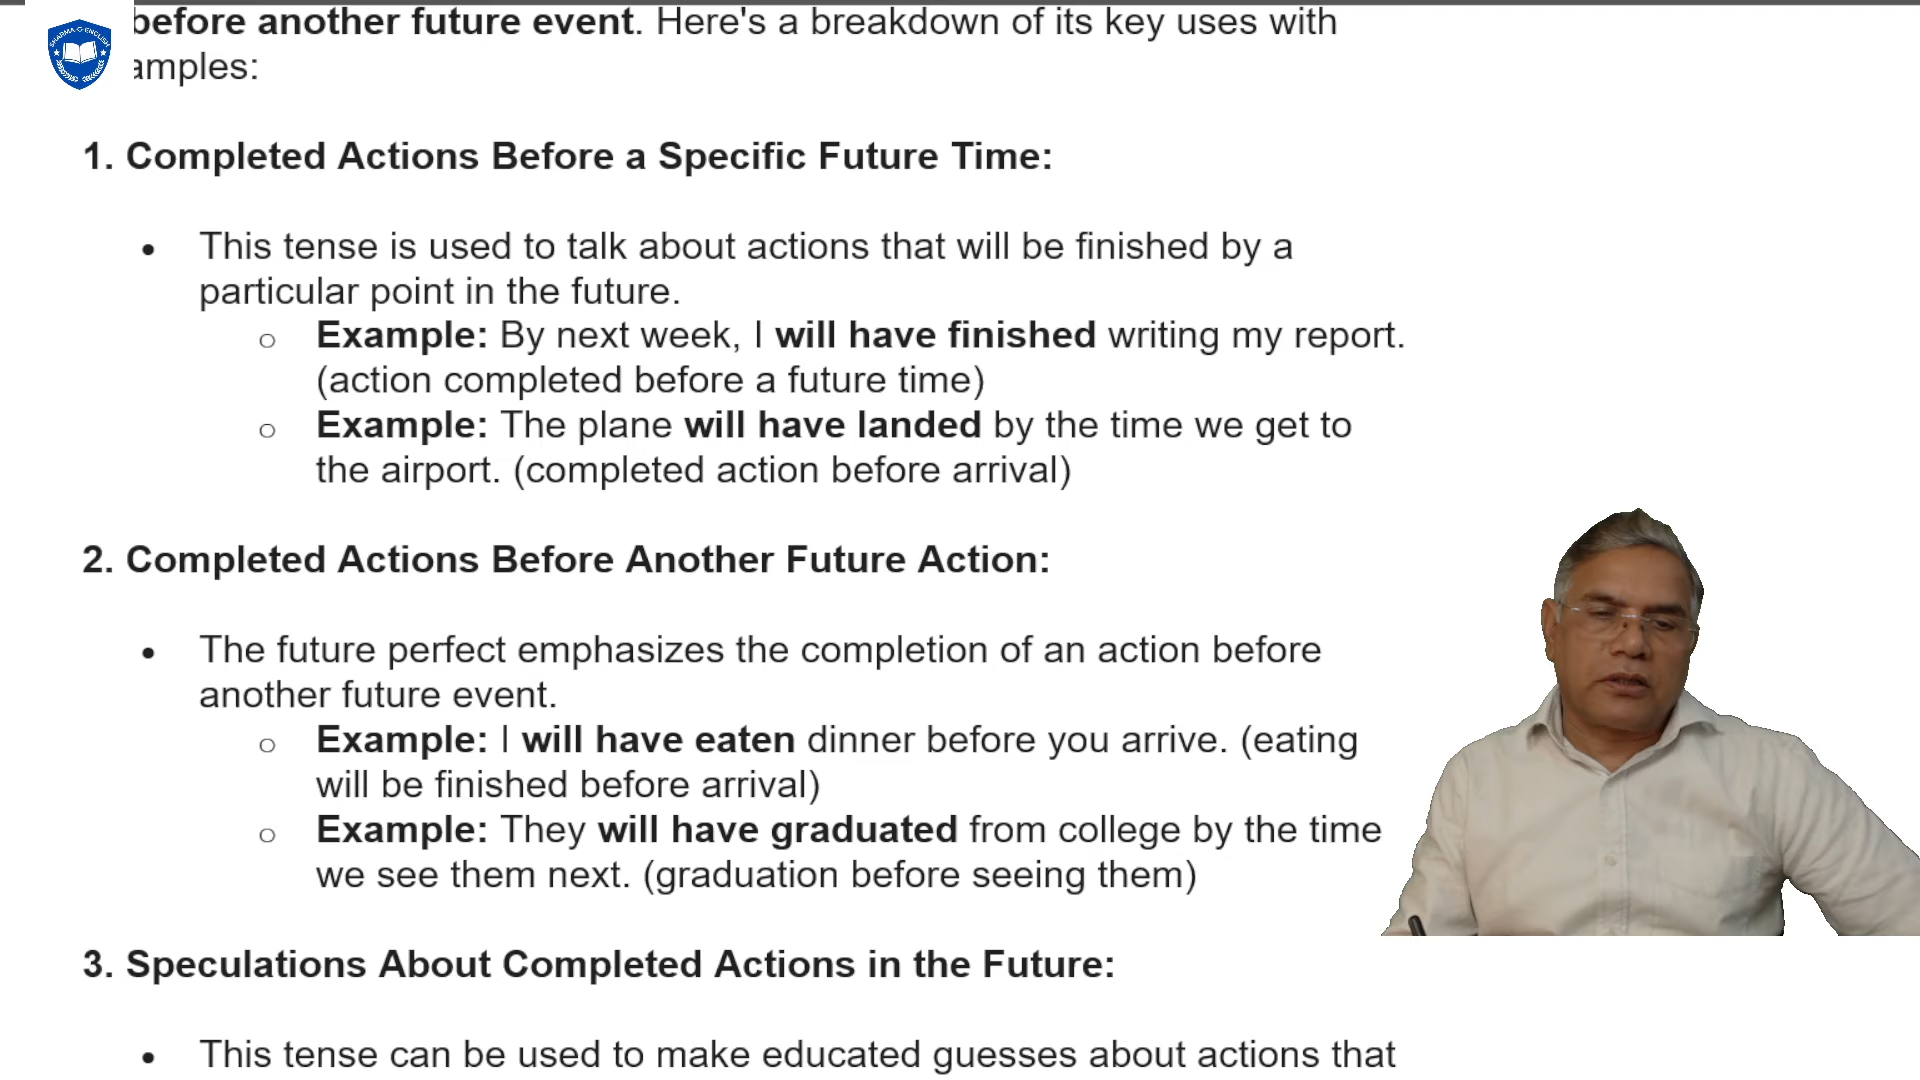 SHARMA-G-ENGLISH
before another future event. Here's a breakdown of its key uses with
amples:
1. Completed Actions Before a Specific Future Time:
• This tense is used to talk about actions that will be finished by a
particular point in the future.
o Example: By next week, I will have finished writing my report.
(action completed before a future time)
o Example: The plane will have landed by the time we get to
the airport. (completed action before arrival)
2. Completed Actions Before Another Future Action:
• The future perfect emphasizes the completion of an action before
another future event.
o Example: I will have eaten dinner before you arrive. (eating
will be finished before arrival)
o Example: They will have graduated from college by the time
we see them next. (graduation before seeing them)
3. Speculations About Completed Actions in the Future:
• This tense can be used to make educated guesses about actions that